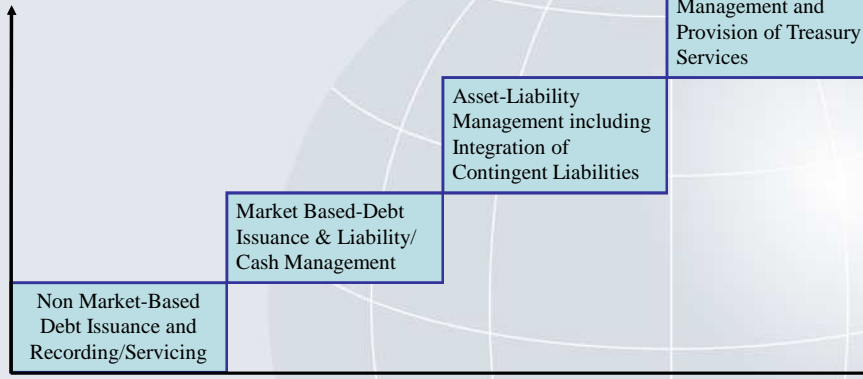 Management and
Provision of Treasury
Services
Asset-Liability
Management including
Integration of
Contingent Liabilities
Market Based-Debt
Issuance & Liability/
Cash Management
Non Market-Based
Debt Issuance and
Recording/Servicing